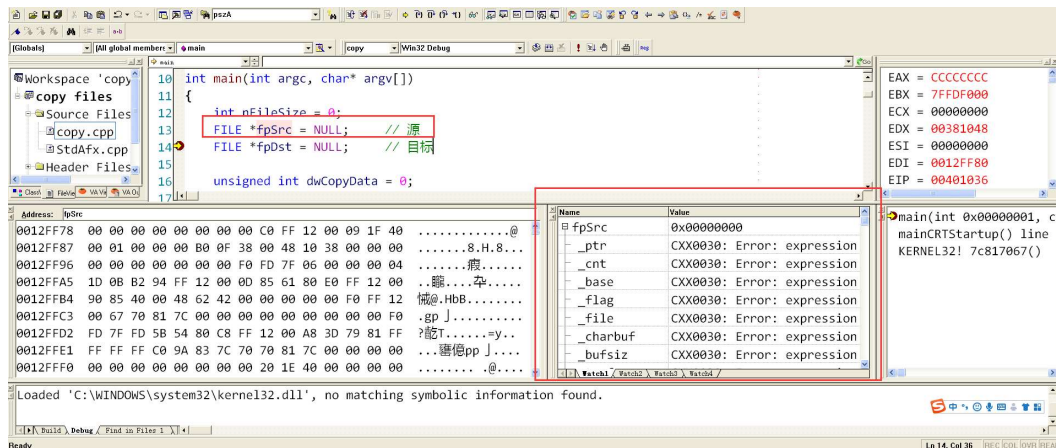 pszA
[Globals] [All global members main copy Win32 Debug
main
Workspace 'copy'
copy files
Source Files
copy.cpp
StdAfx.cpp
Header Files
10 int main(int argc, char* argv[])
11 {
12 int nFileSize = 0;
13 FILE *fpSrc = NULL; // 源
14 FILE *fpDst = NULL; // 目标
15
16 unsigned int dwCopyData = 0;
17
EAX = CCCCCCCC
EBX = 7FFDF000
ECX = 00000000
EDX = 00381048
ESI = 00000000
EDI = 0012FF80
EIP = 00401036
Address: fpSrc
0012FF78 00 00 00 00 00 00 00 00 C0 FF 12 00 09 1F 40 .............@
0012FF87 00 01 00 00 00 B0 0F 38 00 48 10 38 00 00 00 .......8.H.8...
0012FF96 00 00 00 00 00 00 F0 FD 7F 06 00 00 00 04
0012FFA5 1D 0B B2 94 FF 12 00 0D 85 61 80 E0 FF 12 00
0012FFB4 90 85 40 00 48 62 42 00 00 00 00 00 F0 FF 12
0012FFC3 00 67 70 81 7C 00 00 00 00 00 00 00 00 00 F0
0012FFD2 FD 7F FD 5B 54 80 C8 FF 12 00 A8 3D 79 81 FF
0012FFE1 FF FF FF C0 9A 83 7C 70 70 81 7C 00 00 00 00
0012FFF0 00 00 00 00 00 00 00 20 1E 40 00 00 00 00
Name Value
fpSrc 0x00000000
_ptr CXX0030: Error: expression
_cnt CXX0030: Error: expression
_base CXX0030: Error: expression
_flag CXX0030: Error: expression
_file CXX0030: Error: expression
_charbuf CXX0030: Error: expression
_bufsiz CXX0030: Error: expression
Watch1 Watch2 Watch3 Watch4
main(int 0x00000001, c
mainCRTStartup() line
KERNEL32! 7c817067()
Loaded 'C:\WINDOWS\system32\kernel32.dll', no matching symbolic information found.
Build Debug Find in Files 1
中
Ready Ln 14, Col 36 REC COL OVR READ